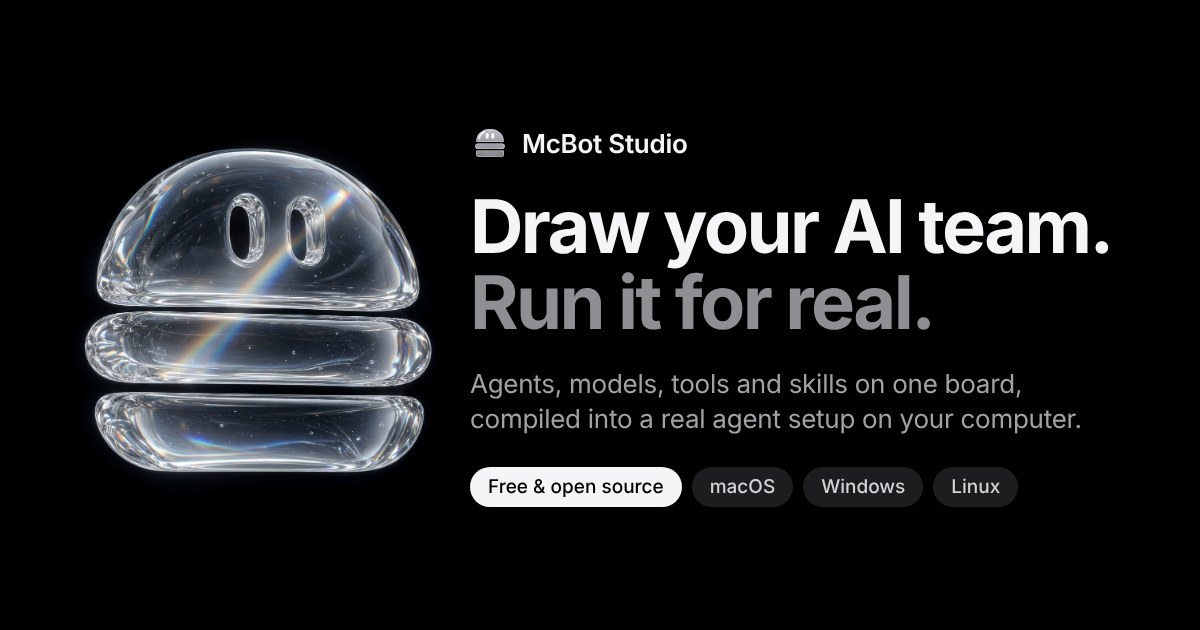 McBot Studio
Draw your AI team.
Run it for real.
Agents, models, tools and skills on one board,
compiled into a real agent setup on your computer.
Free & open source
macOS
Windows
Linux